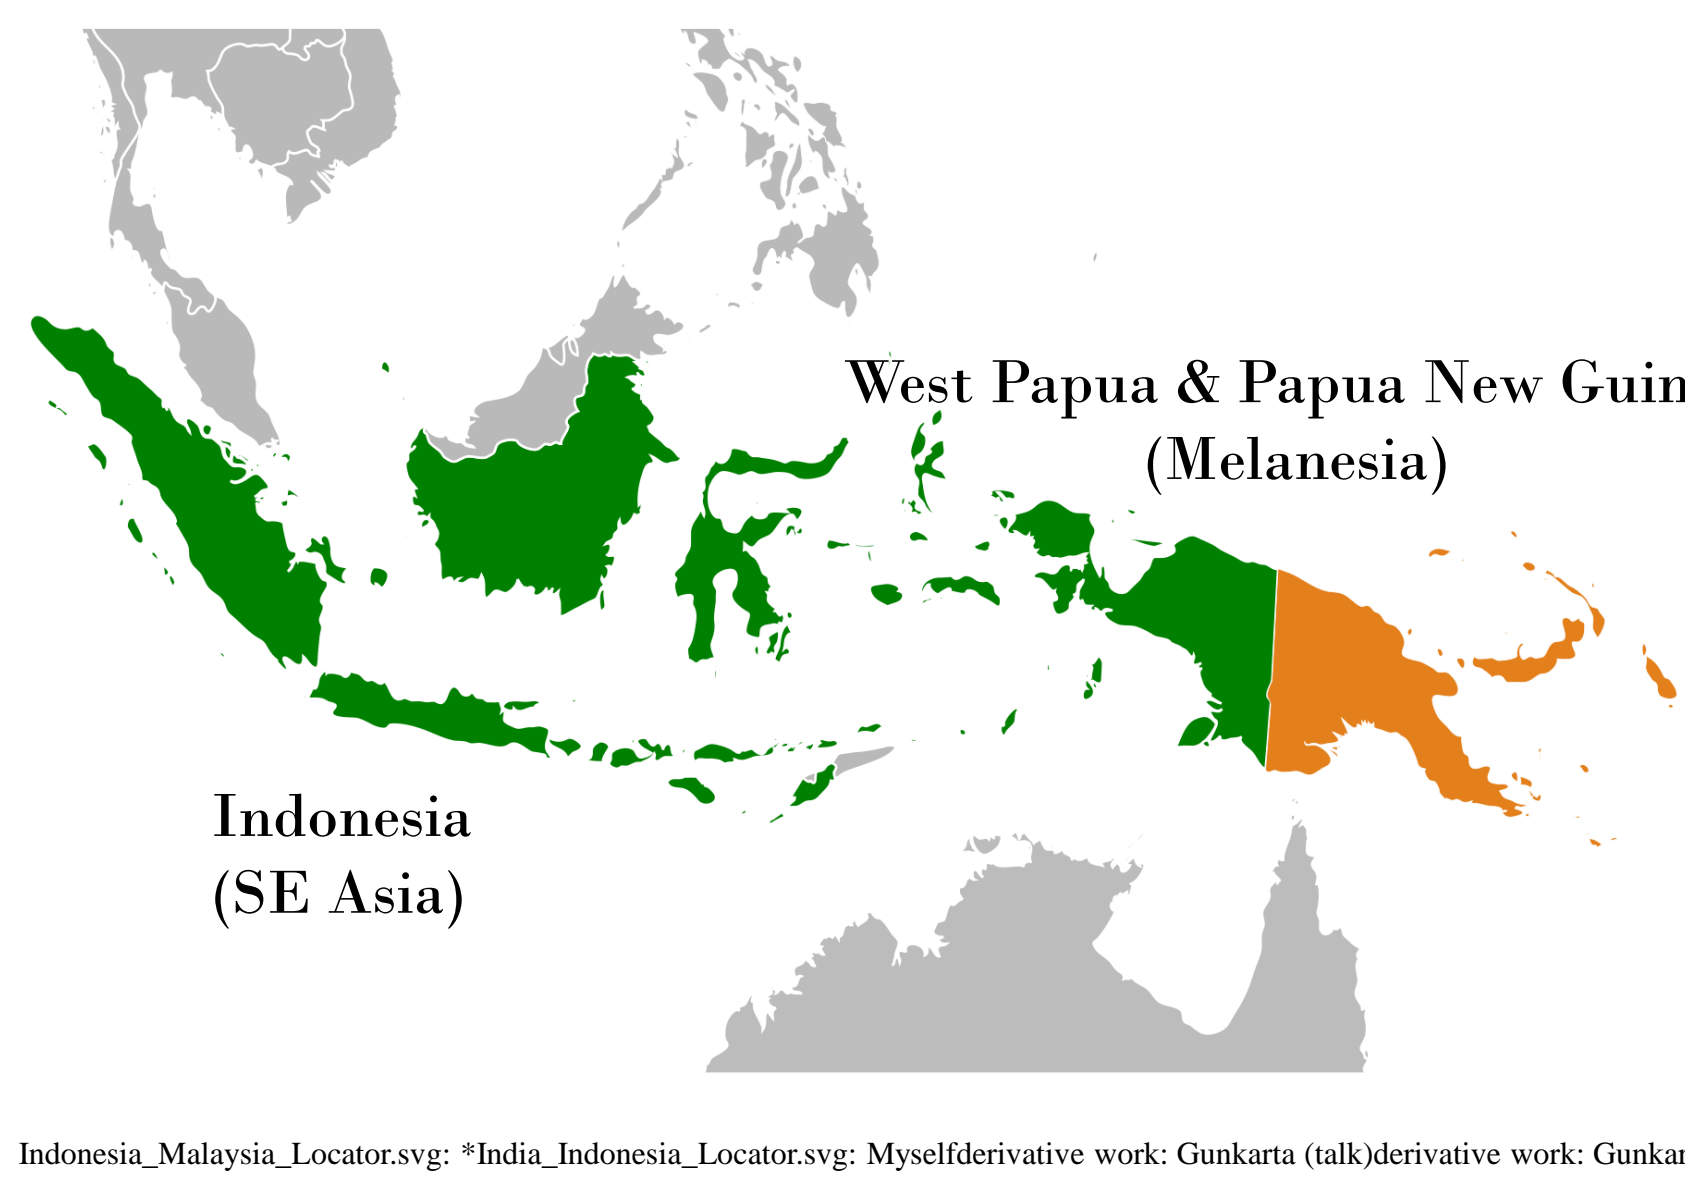 West Papua & Papua New Guin
(Melanesia)
Indonesia
(SE Asia)
Indonesia_Malaysia_Locator.svg: *India_Indonesia_Locator.svg: Myselfderivative work: Gunkarta (talk)derivative work: Gunkar